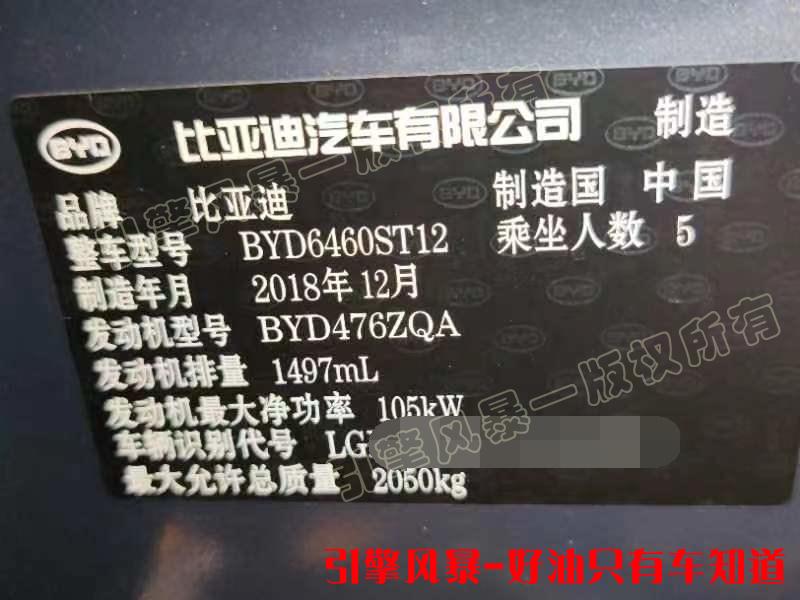 BYD 比亚迪汽车有限公司 制造
品牌 比亚迪 制造国 中国
整车型号 BYD6460ST12 乘坐人数 5
制造年月 2018年12月
发动机型号 BYD476ZQA
发动机排量 1497mL
发动机最大净功率 105kW
车辆识别代号 LG
最大允许总质量 2050kg
引擎风暴—版权所有
引擎风暴—版权所有
引擎风暴-好油只有车知道